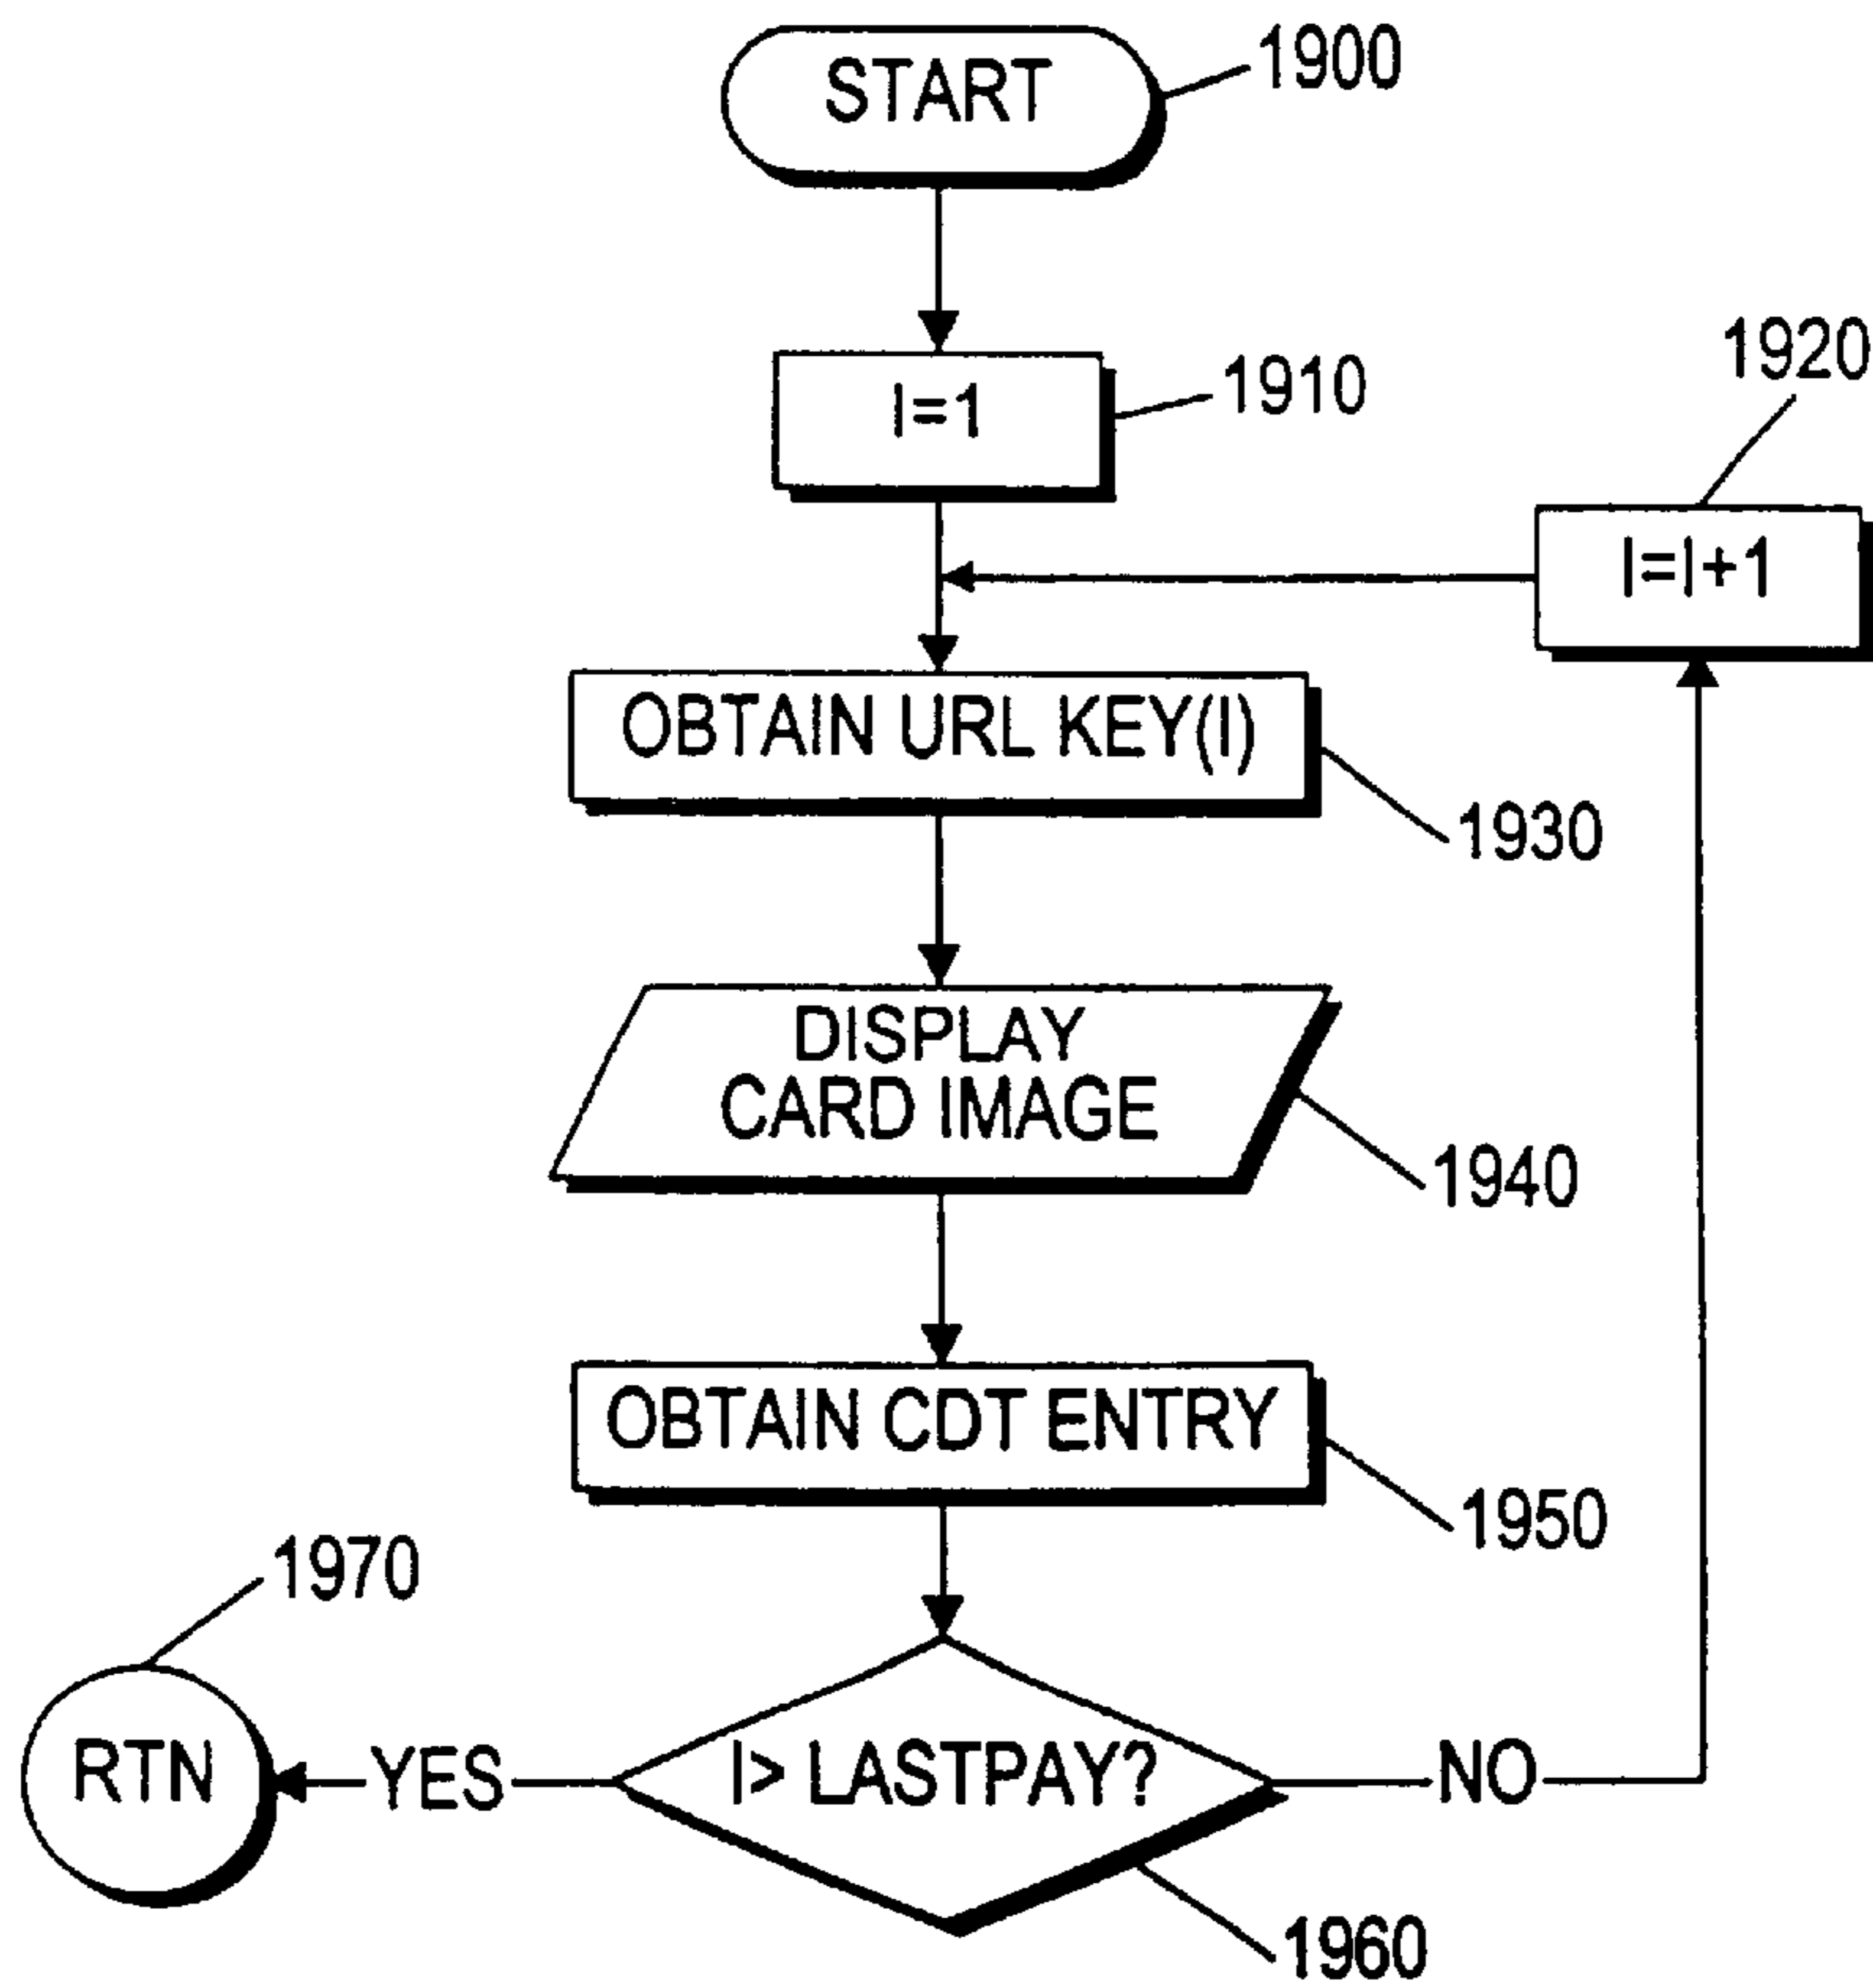 START
1900
I=1
1910
1920
I=I+1
OBTAIN URL KEY(I)
1930
DISPLAY
CARD IMAGE
1940
OBTAIN CDT ENTRY
1950
1970
RTN
YES
I> LASTPAY?
NO
1960